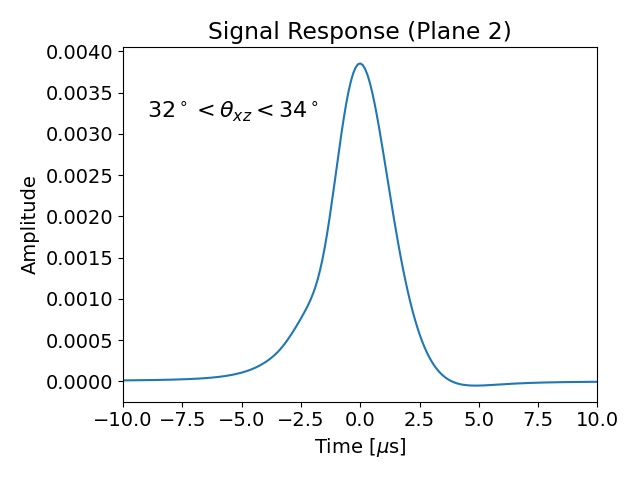 Signal Response (Plane 2)
0.0040
0.0035
0.0030
0.0025
0.0020
0.0015
0.0010
0.0005
0.0000
Amplitude
32° < θxz < 34°
−10.0 −7.5 −5.0 −2.5 0.0 2.5 5.0 7.5 10.0
Time [μs]